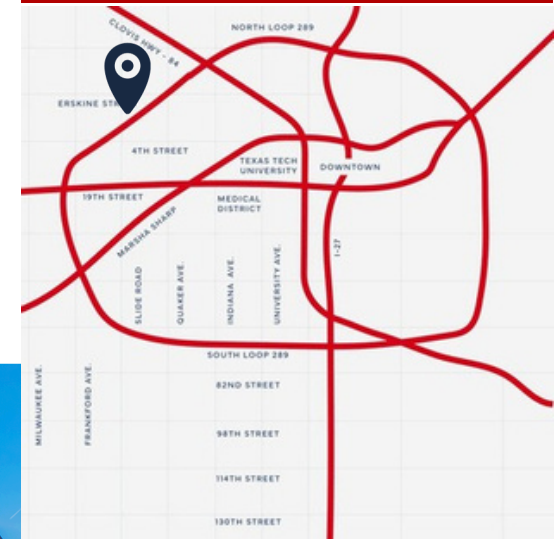 NORTH LOOP 289
CLOVIS HWY - 84
ERSKINE
4TH STREET
TEXAS TECH
UNIVERSITY
DOWNTOWN
19TH STREET
MEDICAL
DISTRICT
MARSHA SHARP
I-27
SLIDE ROAD
QUAKER AVE.
INDIANA AVE.
UNIVERSITY AVE.
SOUTH LOOP 289
MILWAUKEE AVE.
FRANKFORD AVE.
82ND STREET
98TH STREET
114TH STREET
130TH STREET